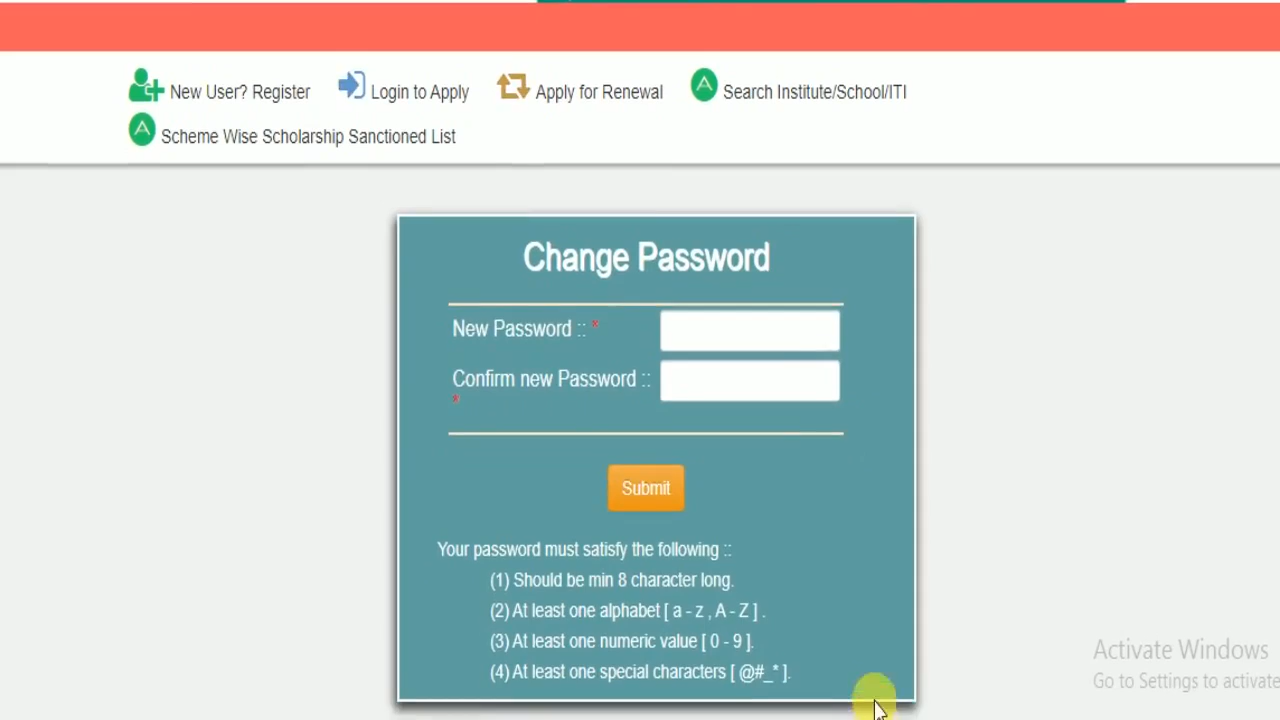 New User? Register Login to Apply Apply for Renewal A Search Institute/School/ITI
A Scheme Wise Scholarship Sanctioned List
Change Password
New Password :: *
Confirm new Password ::
*
Submit
Your password must satisfy the following ::
(1) Should be min 8 character long.
(2) At least one alphabet [ a - z , A - Z ] .
(3) At least one numeric value [ 0 - 9 ].
(4) At least one special characters [ @#_* ].
Activate Windows
Go to Settings to activate